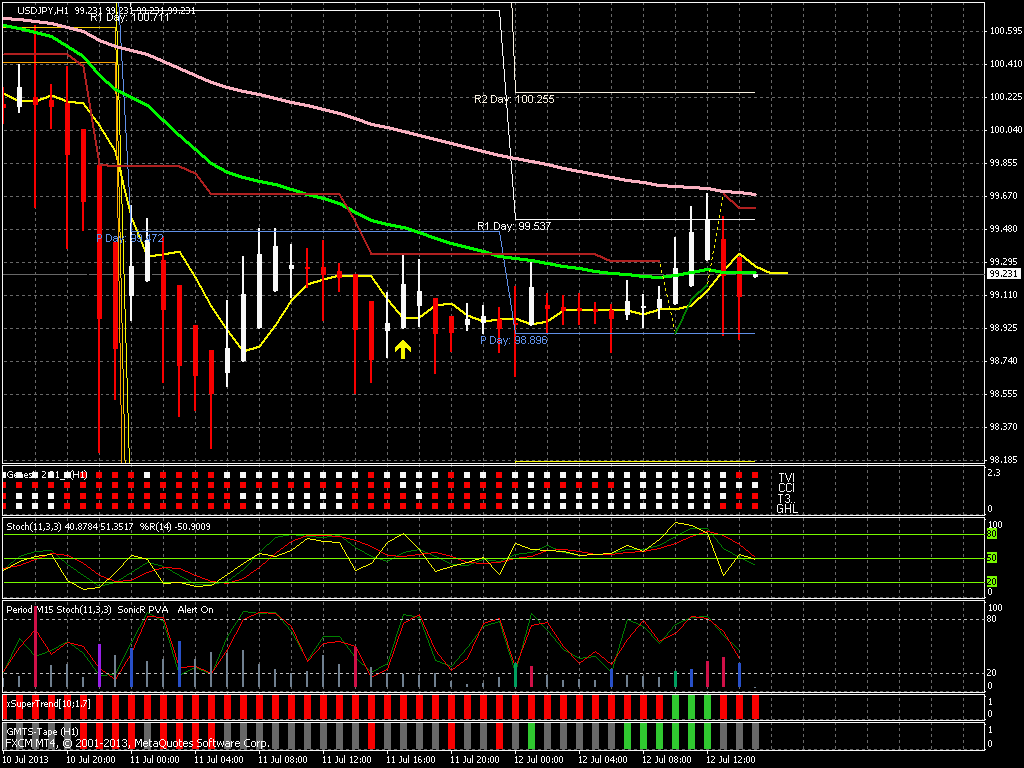 USDJPY,H1 99.231 99.231 99.231 99.231
R1 Day: 100.711
R2 Day: 100.255
R1 Day: 99.537
P Day: 99.172
P Day: 98.896
100.595
100.410
100.225
100.040
99.855
99.670
99.480
99.295
99.231
99.110
98.925
98.740
98.555
98.370
98.185
(H1)
TVI
CCI
T3.
GHL
2.3
0
Stoch(11,3,3) 40.8784 51.3517 %R(14) -50.9009
100
80
50
20
0
Period M15 Stoch(11,3,3) SonicR PVA Alert On
100
80
20
0
xSuperTrend[10;1.7]
1
0
GMTS-Tape (H1)
1
0
FXCM MT4, © 2001-2013, MetaQuotes Software Corp.
10 Jul 2013 10 Jul 20:00 11 Jul 00:00 11 Jul 04:00 11 Jul 08:00 11 Jul 12:00 11 Jul 16:00 11 Jul 20:00 12 Jul 00:00 12 Jul 04:00 12 Jul 08:00 12 Jul 12:00